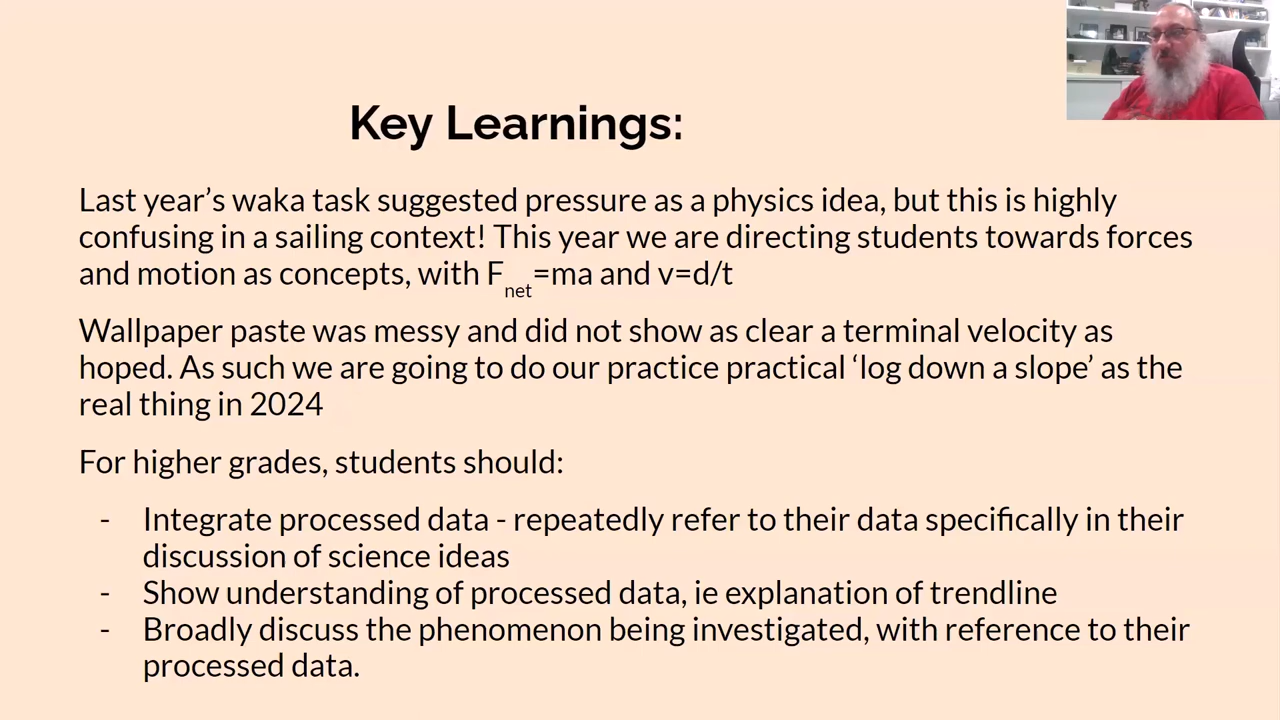 Key Learnings:
Last year’s waka task suggested pressure as a physics idea, but this is highly
confusing in a sailing context! This year we are directing students towards forces
and motion as concepts, with Fnet=ma and v=d/t
Wallpaper paste was messy and did not show as clear a terminal velocity as
hoped. As such we are going to do our practice practical ‘log down a slope’ as the
real thing in 2024
For higher grades, students should:
- Integrate processed data - repeatedly refer to their data specifically in their
discussion of science ideas
- Show understanding of processed data, ie explanation of trendline
- Broadly discuss the phenomenon being investigated, with reference to their
processed data.